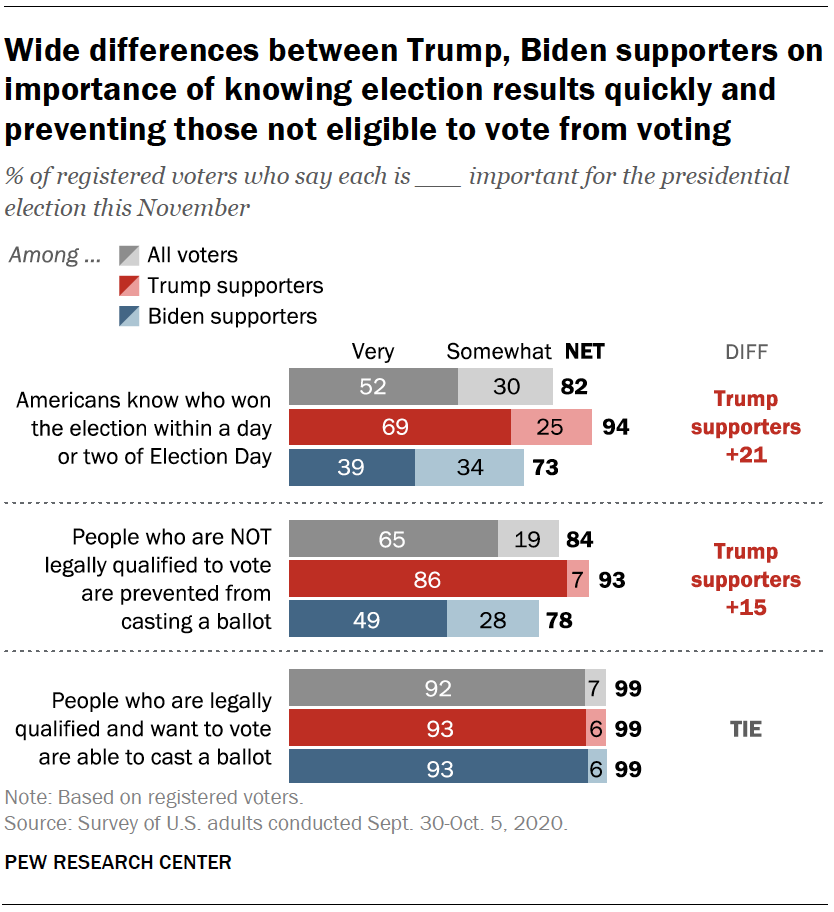 Wide differences between Trump, Biden supporters on
importance of knowing election results quickly and
preventing those not eligible to vote from voting
% of registered voters who say each is ___ important for the presidential
election this November
Among ...
All voters
Trump supporters
Biden supporters
Very Somewhat NET DIFF
Americans know who won
the election within a day
or two of Election Day
52 30 82
69 25 94
39 34 73
Trump
supporters
+21
People who are NOT
legally qualified to vote
are prevented from
casting a ballot
65 19 84
86 7 93
49 28 78
Trump
supporters
+15
People who are legally
qualified and want to vote
are able to cast a ballot
92 7 99
93 6 99
93 6 99
TIE
Note: Based on registered voters.
Source: Survey of U.S. adults conducted Sept. 30-Oct. 5, 2020.
PEW RESEARCH CENTER